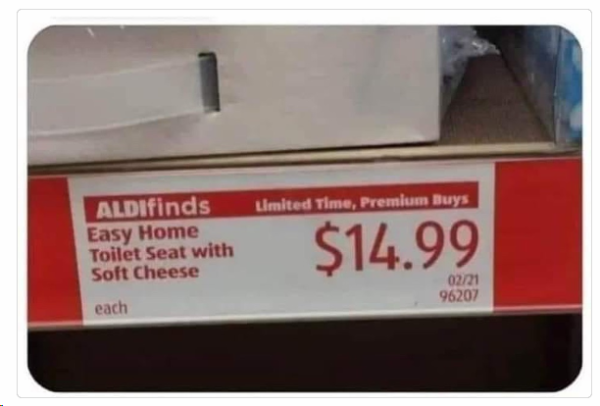 ALDIfinds Limited Time, Premium Buys
Easy Home
Toilet Seat with
Soft Cheese
each
$14.99
02/21
96207